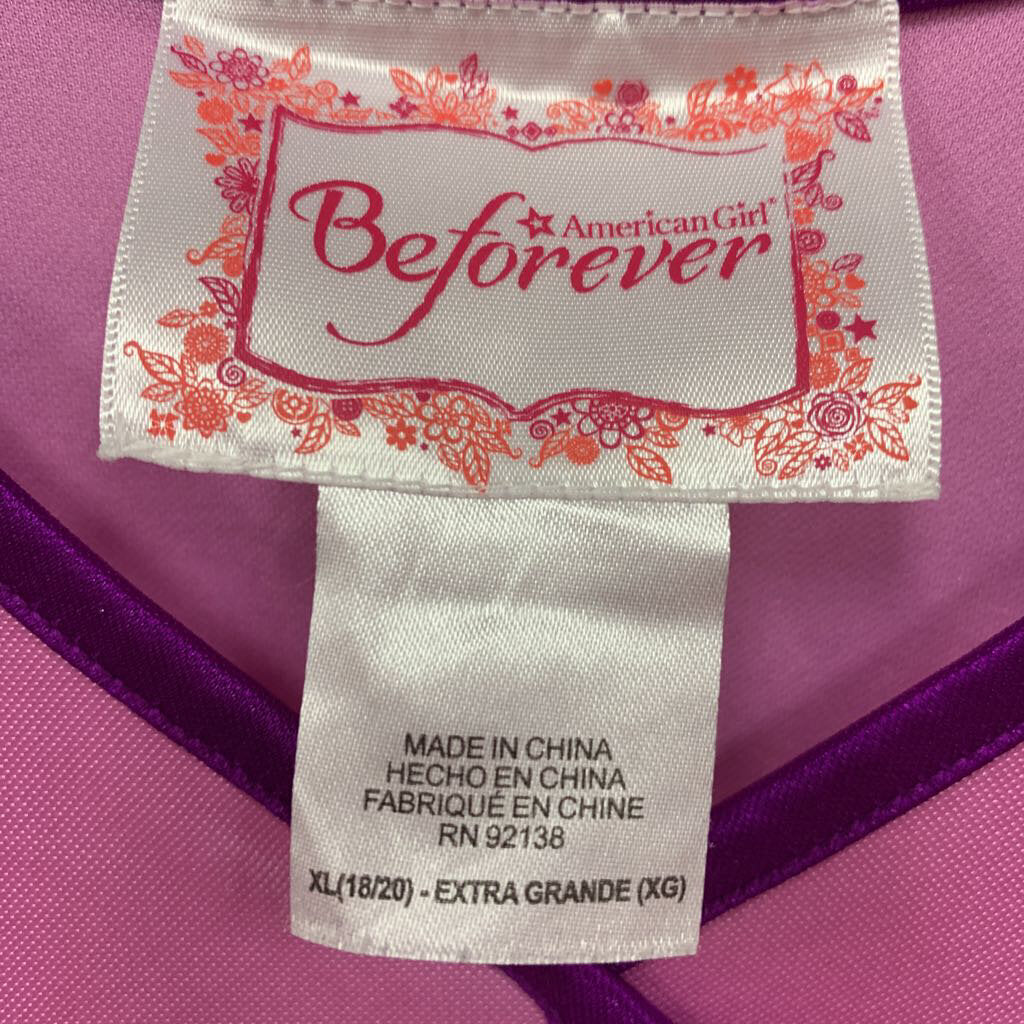 American Girl®
Beforever
MADE IN CHINA
HECHO EN CHINA
FABRIQUÉ EN CHINE
RN 92138
XL(18/20) - EXTRA GRANDE (XG)